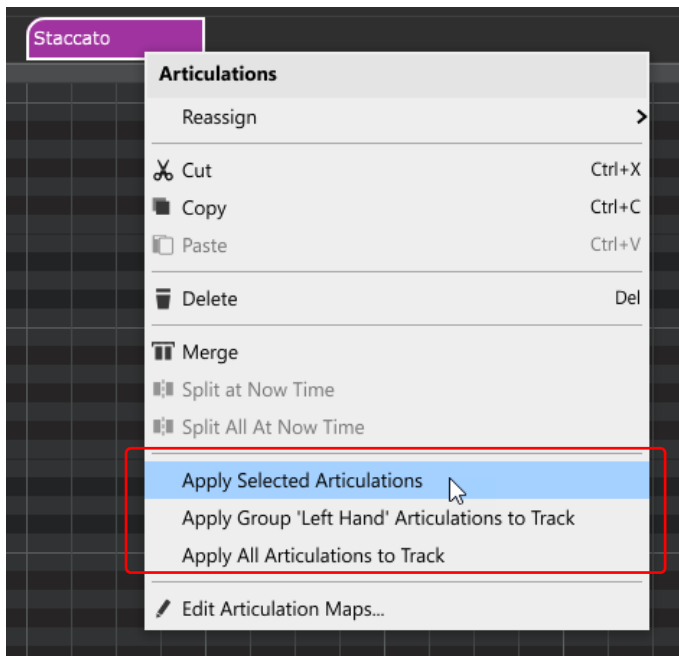 Staccato
Articulations
Reassign
Cut Ctrl+X
Copy Ctrl+C
Paste Ctrl+V
Delete Del
Merge
Split at Now Time
Split All At Now Time
Apply Selected Articulations
Apply Group 'Left Hand' Articulations to Track
Apply All Articulations to Track
Edit Articulation Maps...